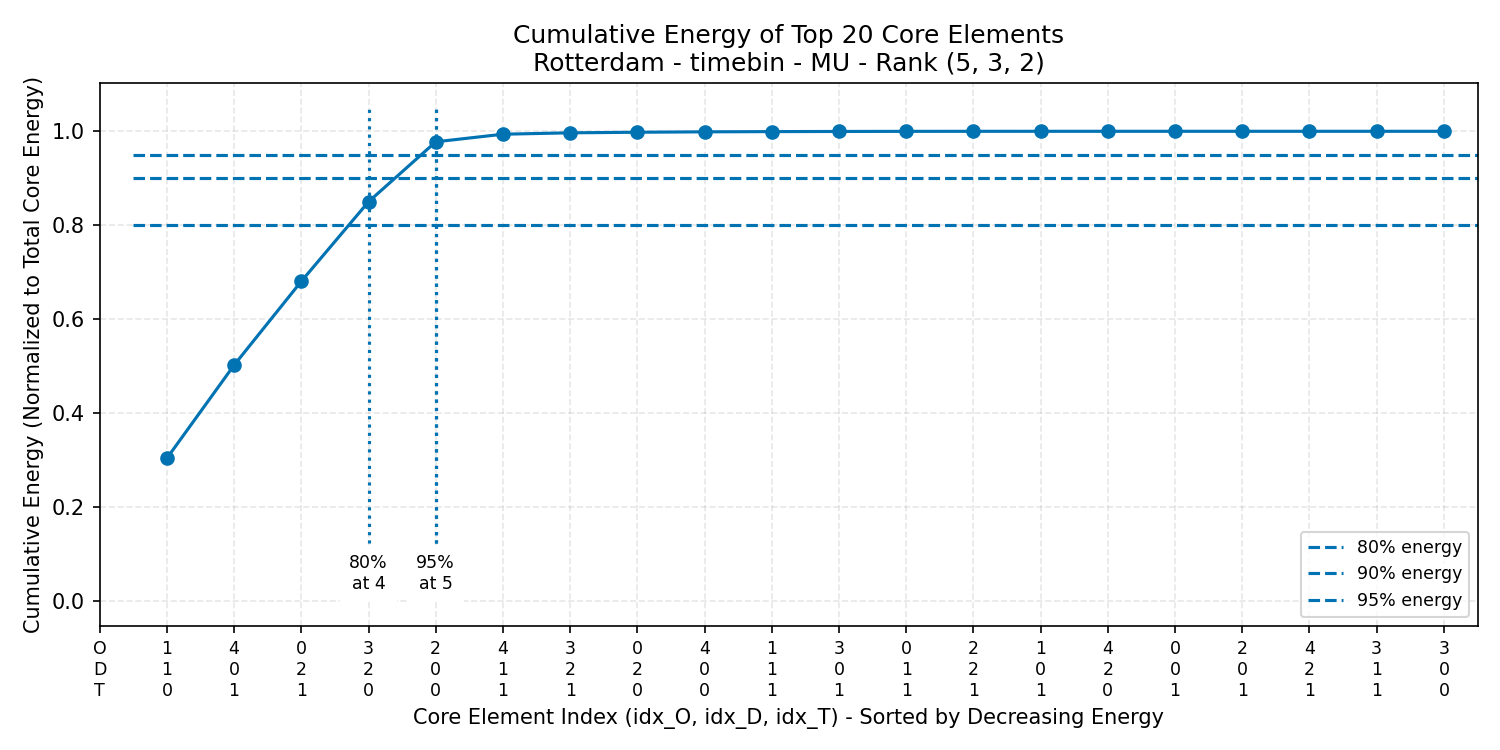 Cumulative Energy of Top 20 Core Elements
Rotterdam - timebin - MU - Rank (5, 3, 2)
Cumulative Energy (Normalized to Total Core Energy)
1.0
0.8
0.6
0.4
0.2
0.0
80%
at 4
95%
at 5
80% energy
90% energy
95% energy
O 1 4 0 3 2 4 3 0 4 1 3 0 2 1 4 0 2 4 3 3
D 1 0 2 2 0 1 2 2 0 1 0 1 2 0 2 0 0 2 1 0
T 0 1 1 0 0 1 1 0 0 1 1 1 1 1 0 1 1 1 1 0
Core Element Index (idx_O, idx_D, idx_T) - Sorted by Decreasing Energy